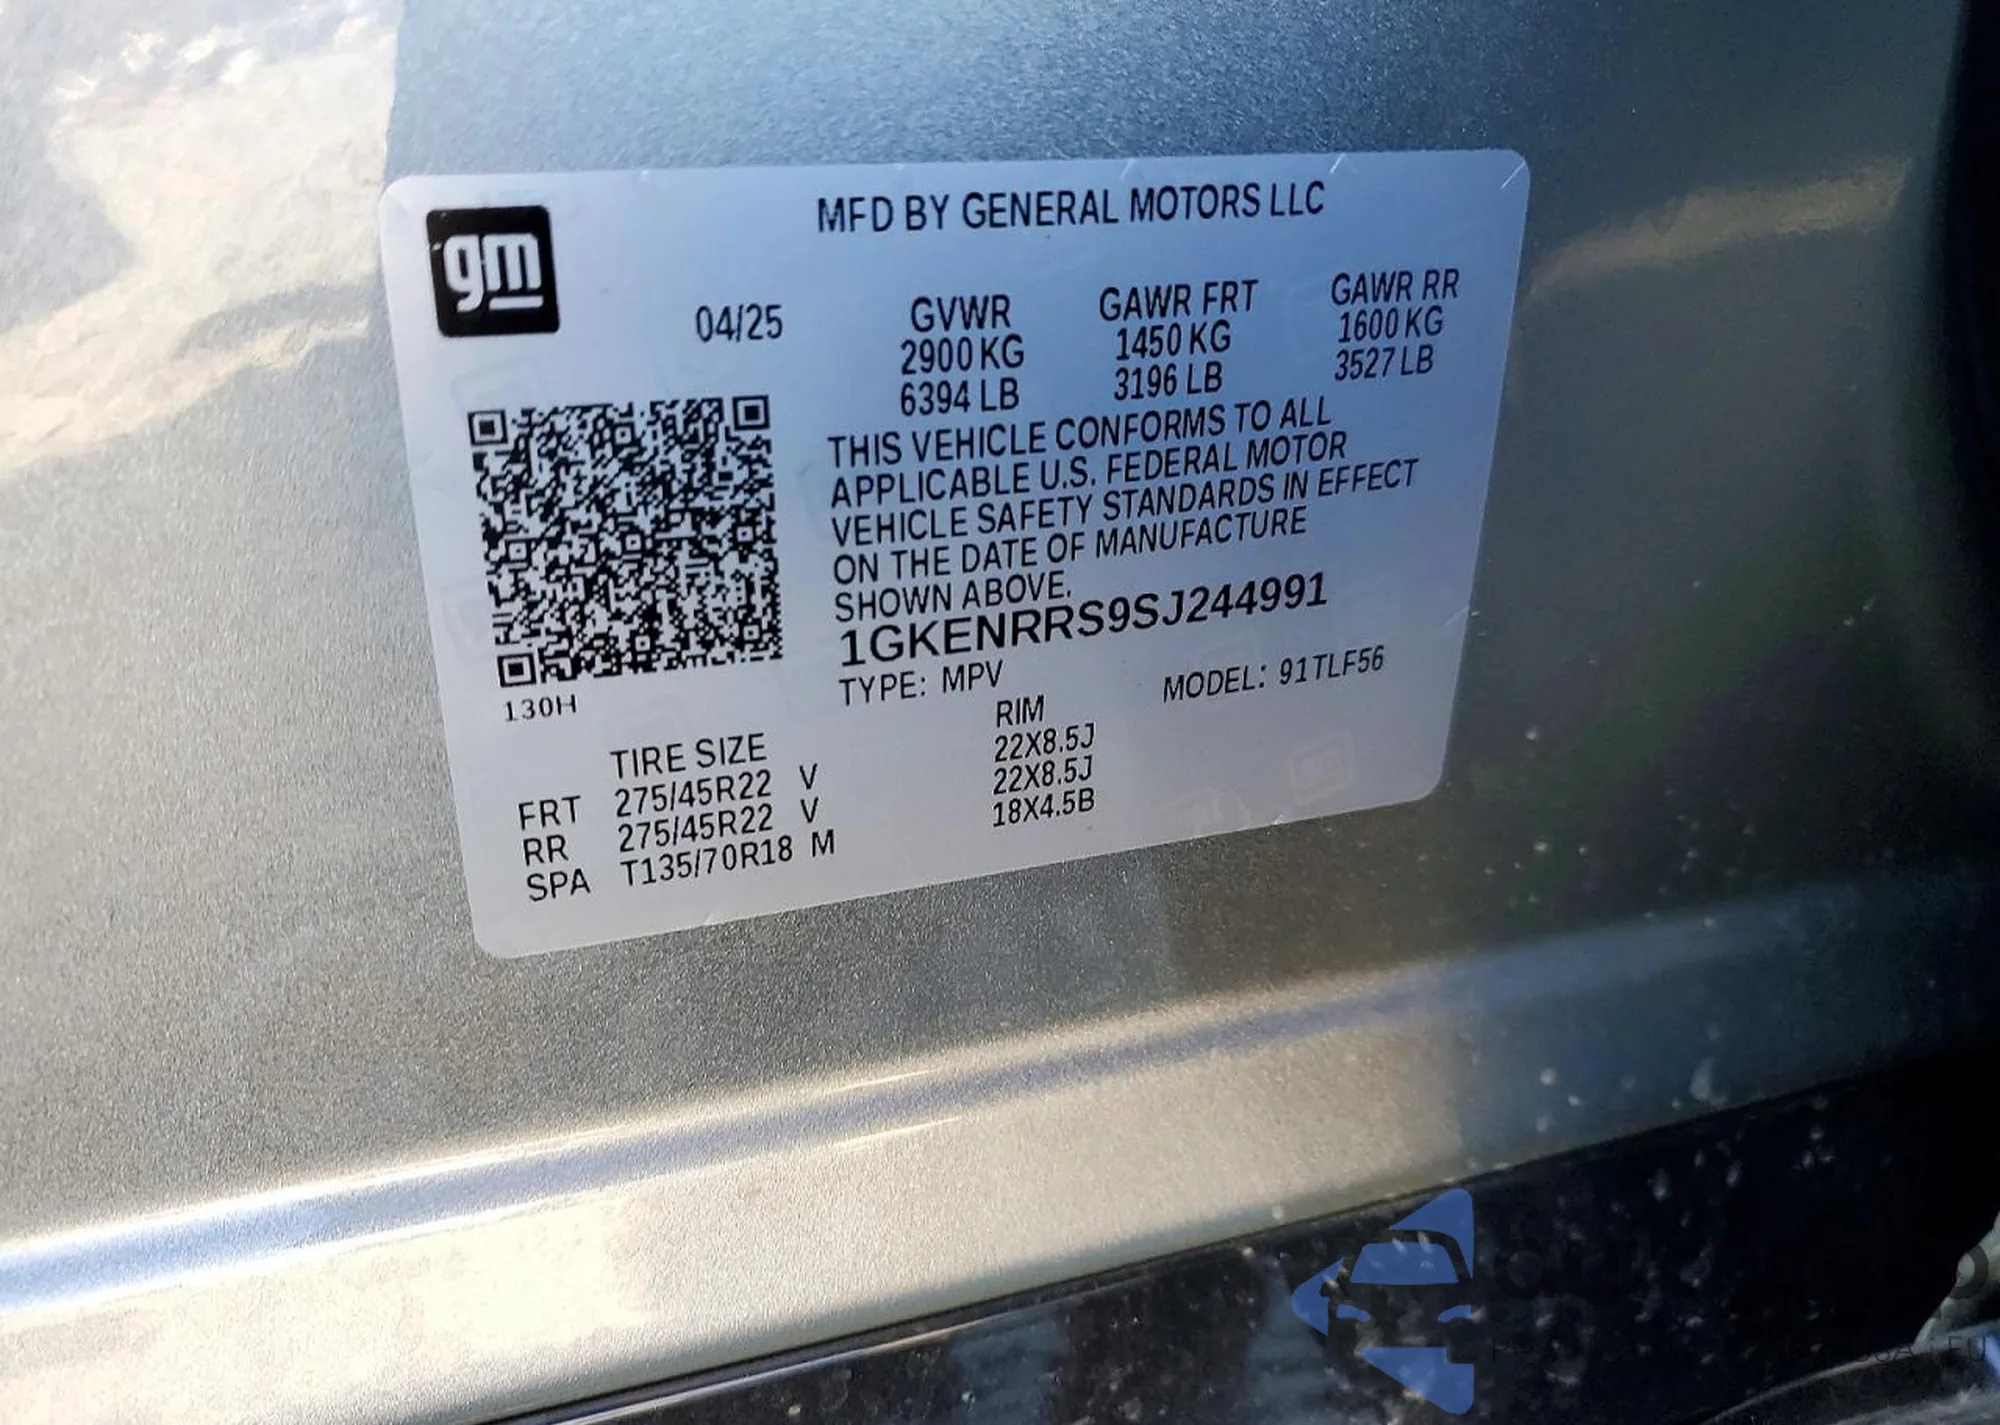 gm
MFD BY GENERAL MOTORS LLC
04/25
GVWR GAWR FRT GAWR RR
2900 KG 1450 KG 1600 KG
6394 LB 3196 LB 3527 LB
THIS VEHICLE CONFORMS TO ALL
APPLICABLE U.S. FEDERAL MOTOR
VEHICLE SAFETY STANDARDS IN EFFECT
ON THE DATE OF MANUFACTURE
SHOWN ABOVE.
1GKENRRS9SJ244991
TYPE: MPV MODEL: 91TLF56
130H
TIRE SIZE RIM
FRT 275/45R22 V 22X8.5J
RR 275/45R22 V 22X8.5J
SPA T135/70R18 M 18X4.5B